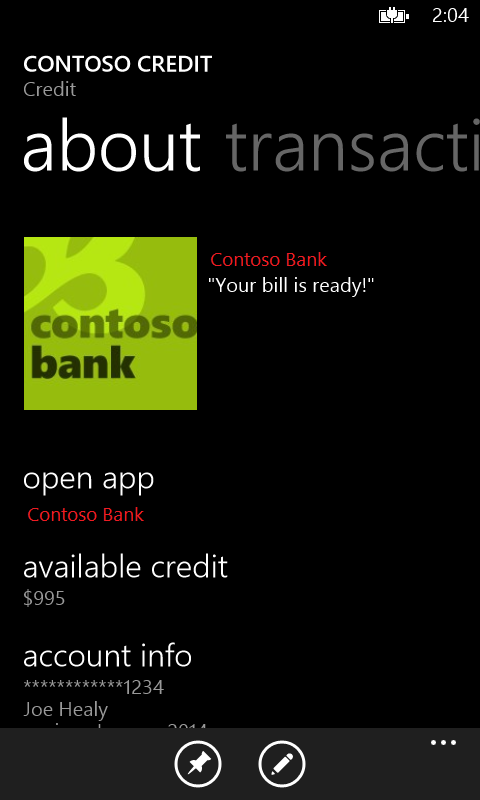 2:04
CONTOSO CREDIT
Credit
about transacti
contoso
bank
Contoso Bank
"Your bill is ready!"
open app
Contoso Bank
available credit
$995
account info
************1234
Joe Healy